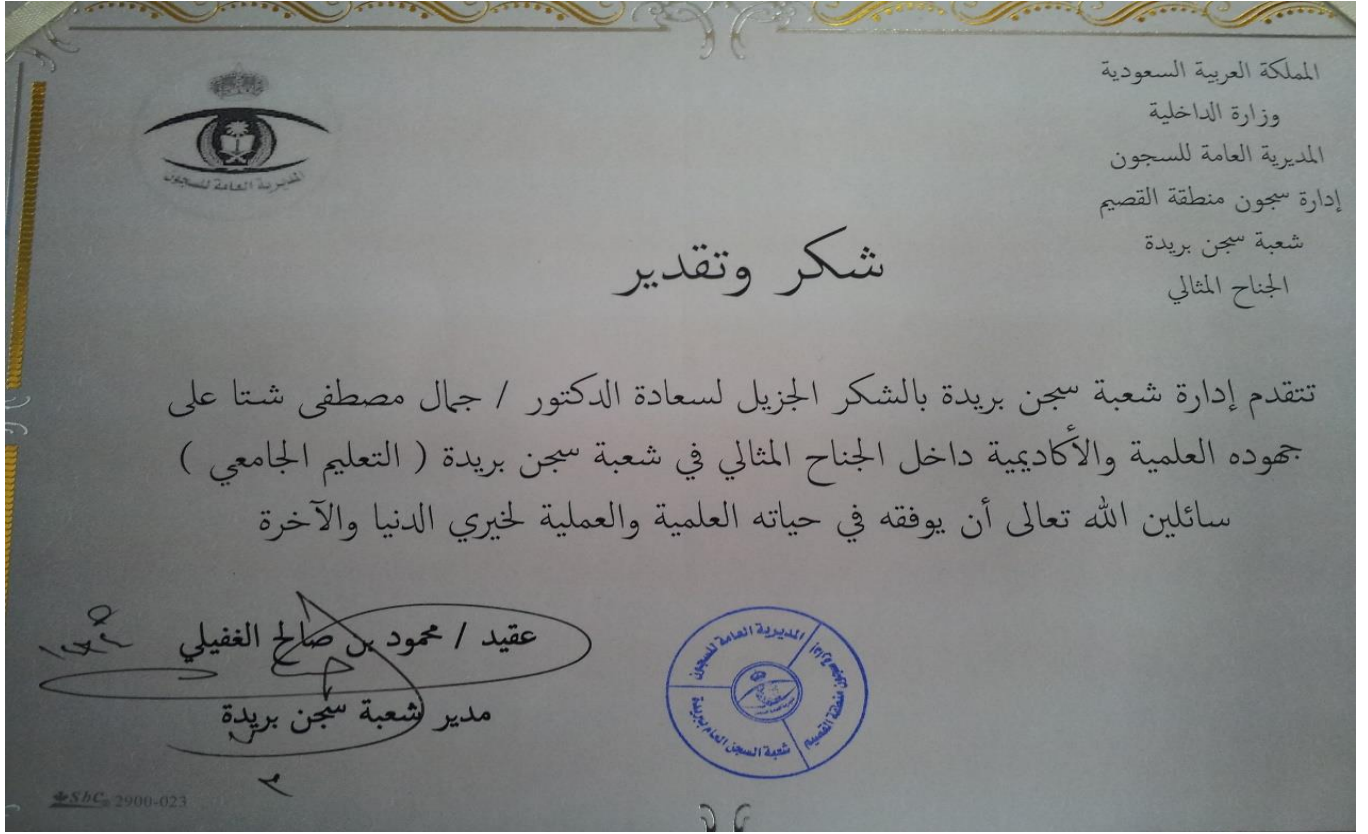 المملكة العربية السعودية
وزارة الداخلية
المديرية العامة للسجون
إدارة سجون منطقة القصيم
شعبة سجن بريدة
الجناح المثالي
المديرية العامة للسجون
شكر وتقدير
تتقدم إدارة شعبة سجن بريدة بالشكر الجزيل لسعادة الدكتور / جمال مصطفى شتا على
جهوده العلمية والأكاديمية داخل الجناح المثالي في شعبة سجن بريدة ( التعليم الجامعي )
سائلين الله تعالى أن يوفقه في حياته العلمية والعملية لخيري الدنيا والآخرة
عقيد / محمود بن صالح الغفيلي
مدير شعبة سجن بريدة
المديرية العامة للسجون
إدارة سجون منطقة القصيم
شعبة السجن العام ببريدة
ShC 2900-023